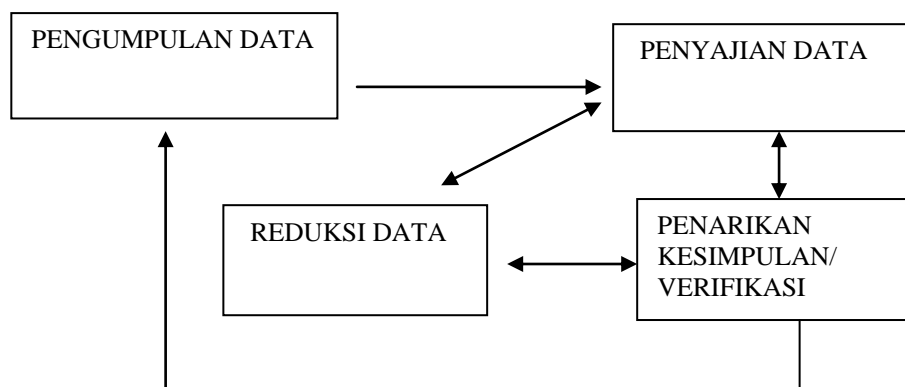 PENGUMPULAN DATA
PENYAJIAN DATA
REDUKSI DATA
PENARIKAN
KESIMPULAN/
VERIFIKASI